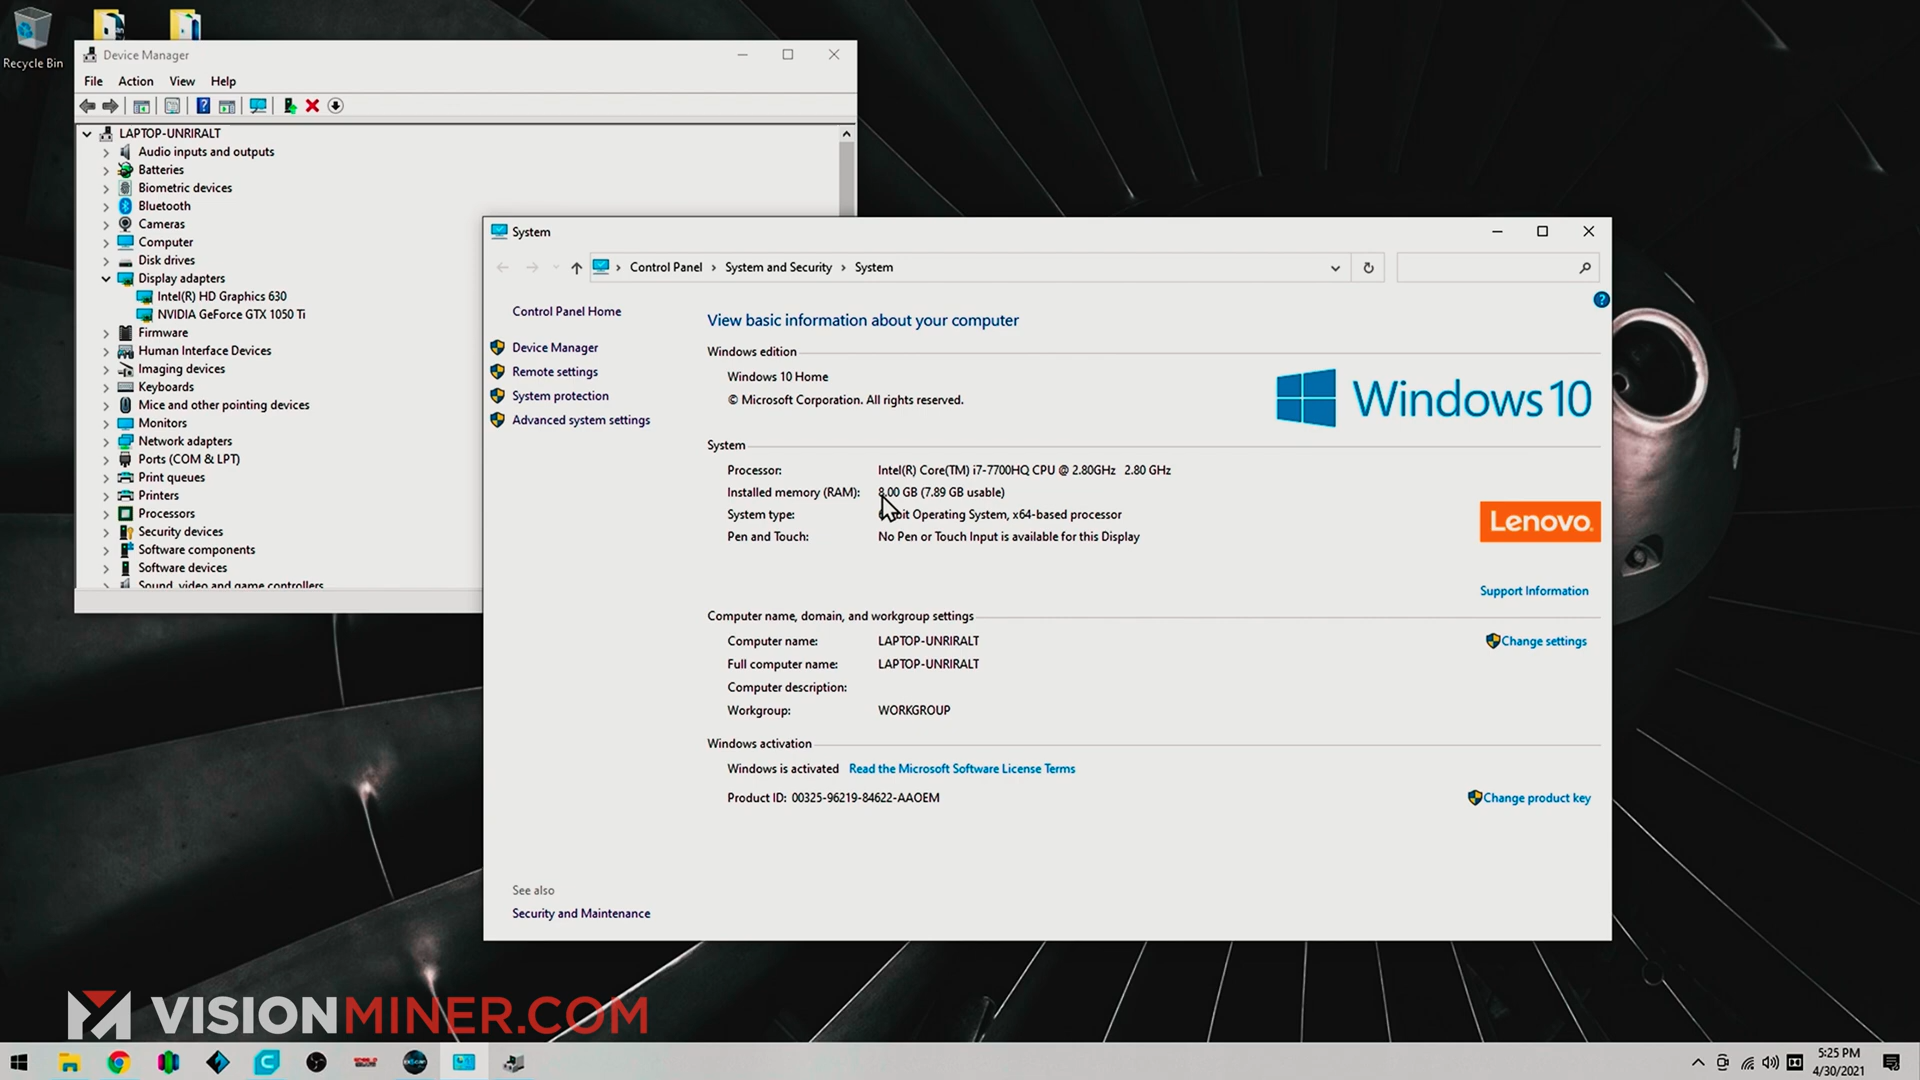 Recycle Bin
Device Manager
File Action View Help
LAPTOP-UNRIRALT
Audio inputs and outputs
Batteries
Biometric devices
Bluetooth
Cameras
Computer
Disk drives
Display adapters
Intel(R) HD Graphics 630
NVIDIA GeForce GTX 1050 Ti
Firmware
Human Interface Devices
Imaging devices
Keyboards
Mice and other pointing devices
Monitors
Network adapters
Ports (COM & LPT)
Print queues
Printers
Processors
Security devices
Software components
Software devices
Sound, video and game controllers
System
Control Panel › System and Security › System
Control Panel Home
Device Manager
Remote settings
System protection
Advanced system settings
See also
Security and Maintenance
View basic information about your computer
Windows edition
Windows 10 Home
© Microsoft Corporation. All rights reserved.
Windows 10
System
Processor: Intel(R) Core(TM) i7-7700HQ CPU @ 2.80GHz 2.80 GHz
Installed memory (RAM): 8.00 GB (7.89 GB usable)
System type: Operating System, x64-based processor
Pen and Touch: No Pen or Touch Input is available for this Display
Lenovo
Support Information
Computer name, domain, and workgroup settings
Computer name: LAPTOP-UNRIRALT
Change settings
Full computer name: LAPTOP-UNRIRALT
Computer description:
Workgroup: WORKGROUP
Windows activation
Windows is activated Read the Microsoft Software License Terms
Product ID: 00325-96219-84622-AAOEM
Change product key
VISIONMINER.COM
5:25 PM
4/30/2021